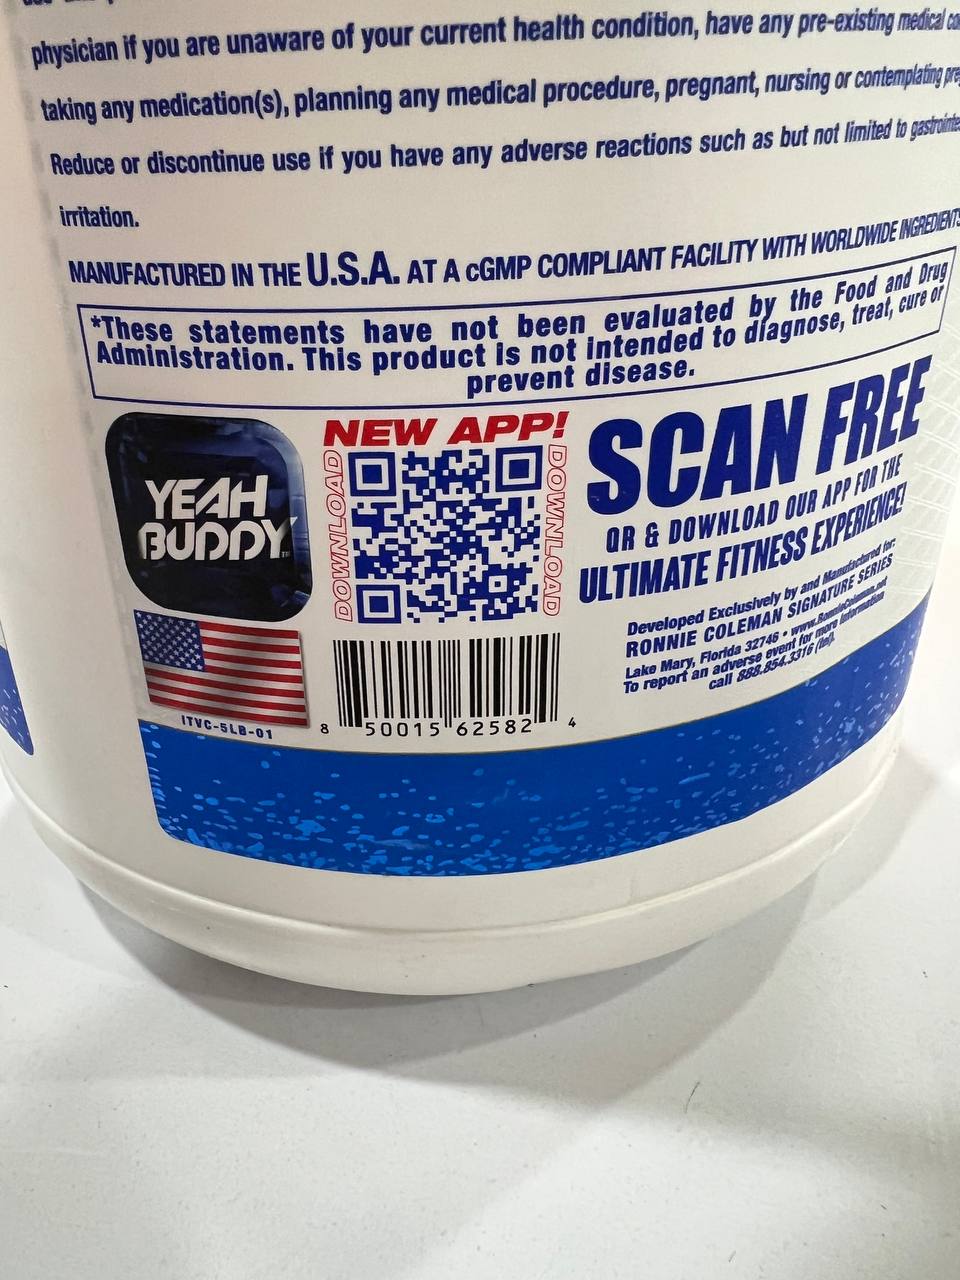 physician if you are unaware of your current health condition, have any pre-existing medical
taking any medication(s), planning any medical procedure, pregnant, nursing or contemplating
Reduce or discontinue use if you have any adverse reactions such as but not limited to
irritation.
MANUFACTURED IN THE U.S.A. AT A cGMP COMPLIANT FACILITY WITH WORLDWIDE INGREDIENTS
*These statements have not been evaluated by the Food and Drug
Administration. This product is not intended to diagnose, treat, cure or
prevent disease.
YEAH
BUDDY
TM
NEW APP!
DOWNLOAD
DOWNLOAD
SCAN FREE
QR & DOWNLOAD OUR APP FOR THE
ULTIMATE FITNESS EXPERIENCE!
Developed Exclusively by and Manufactured for:
RONNIE COLEMAN SIGNATURE SERIES
Lake Mary, Florida 32746 • www.RonnieColeman.net
To report an adverse event for more information
call 888.854.3316 (Intl).
ITVC-5LB-01
8 50015 62582 4